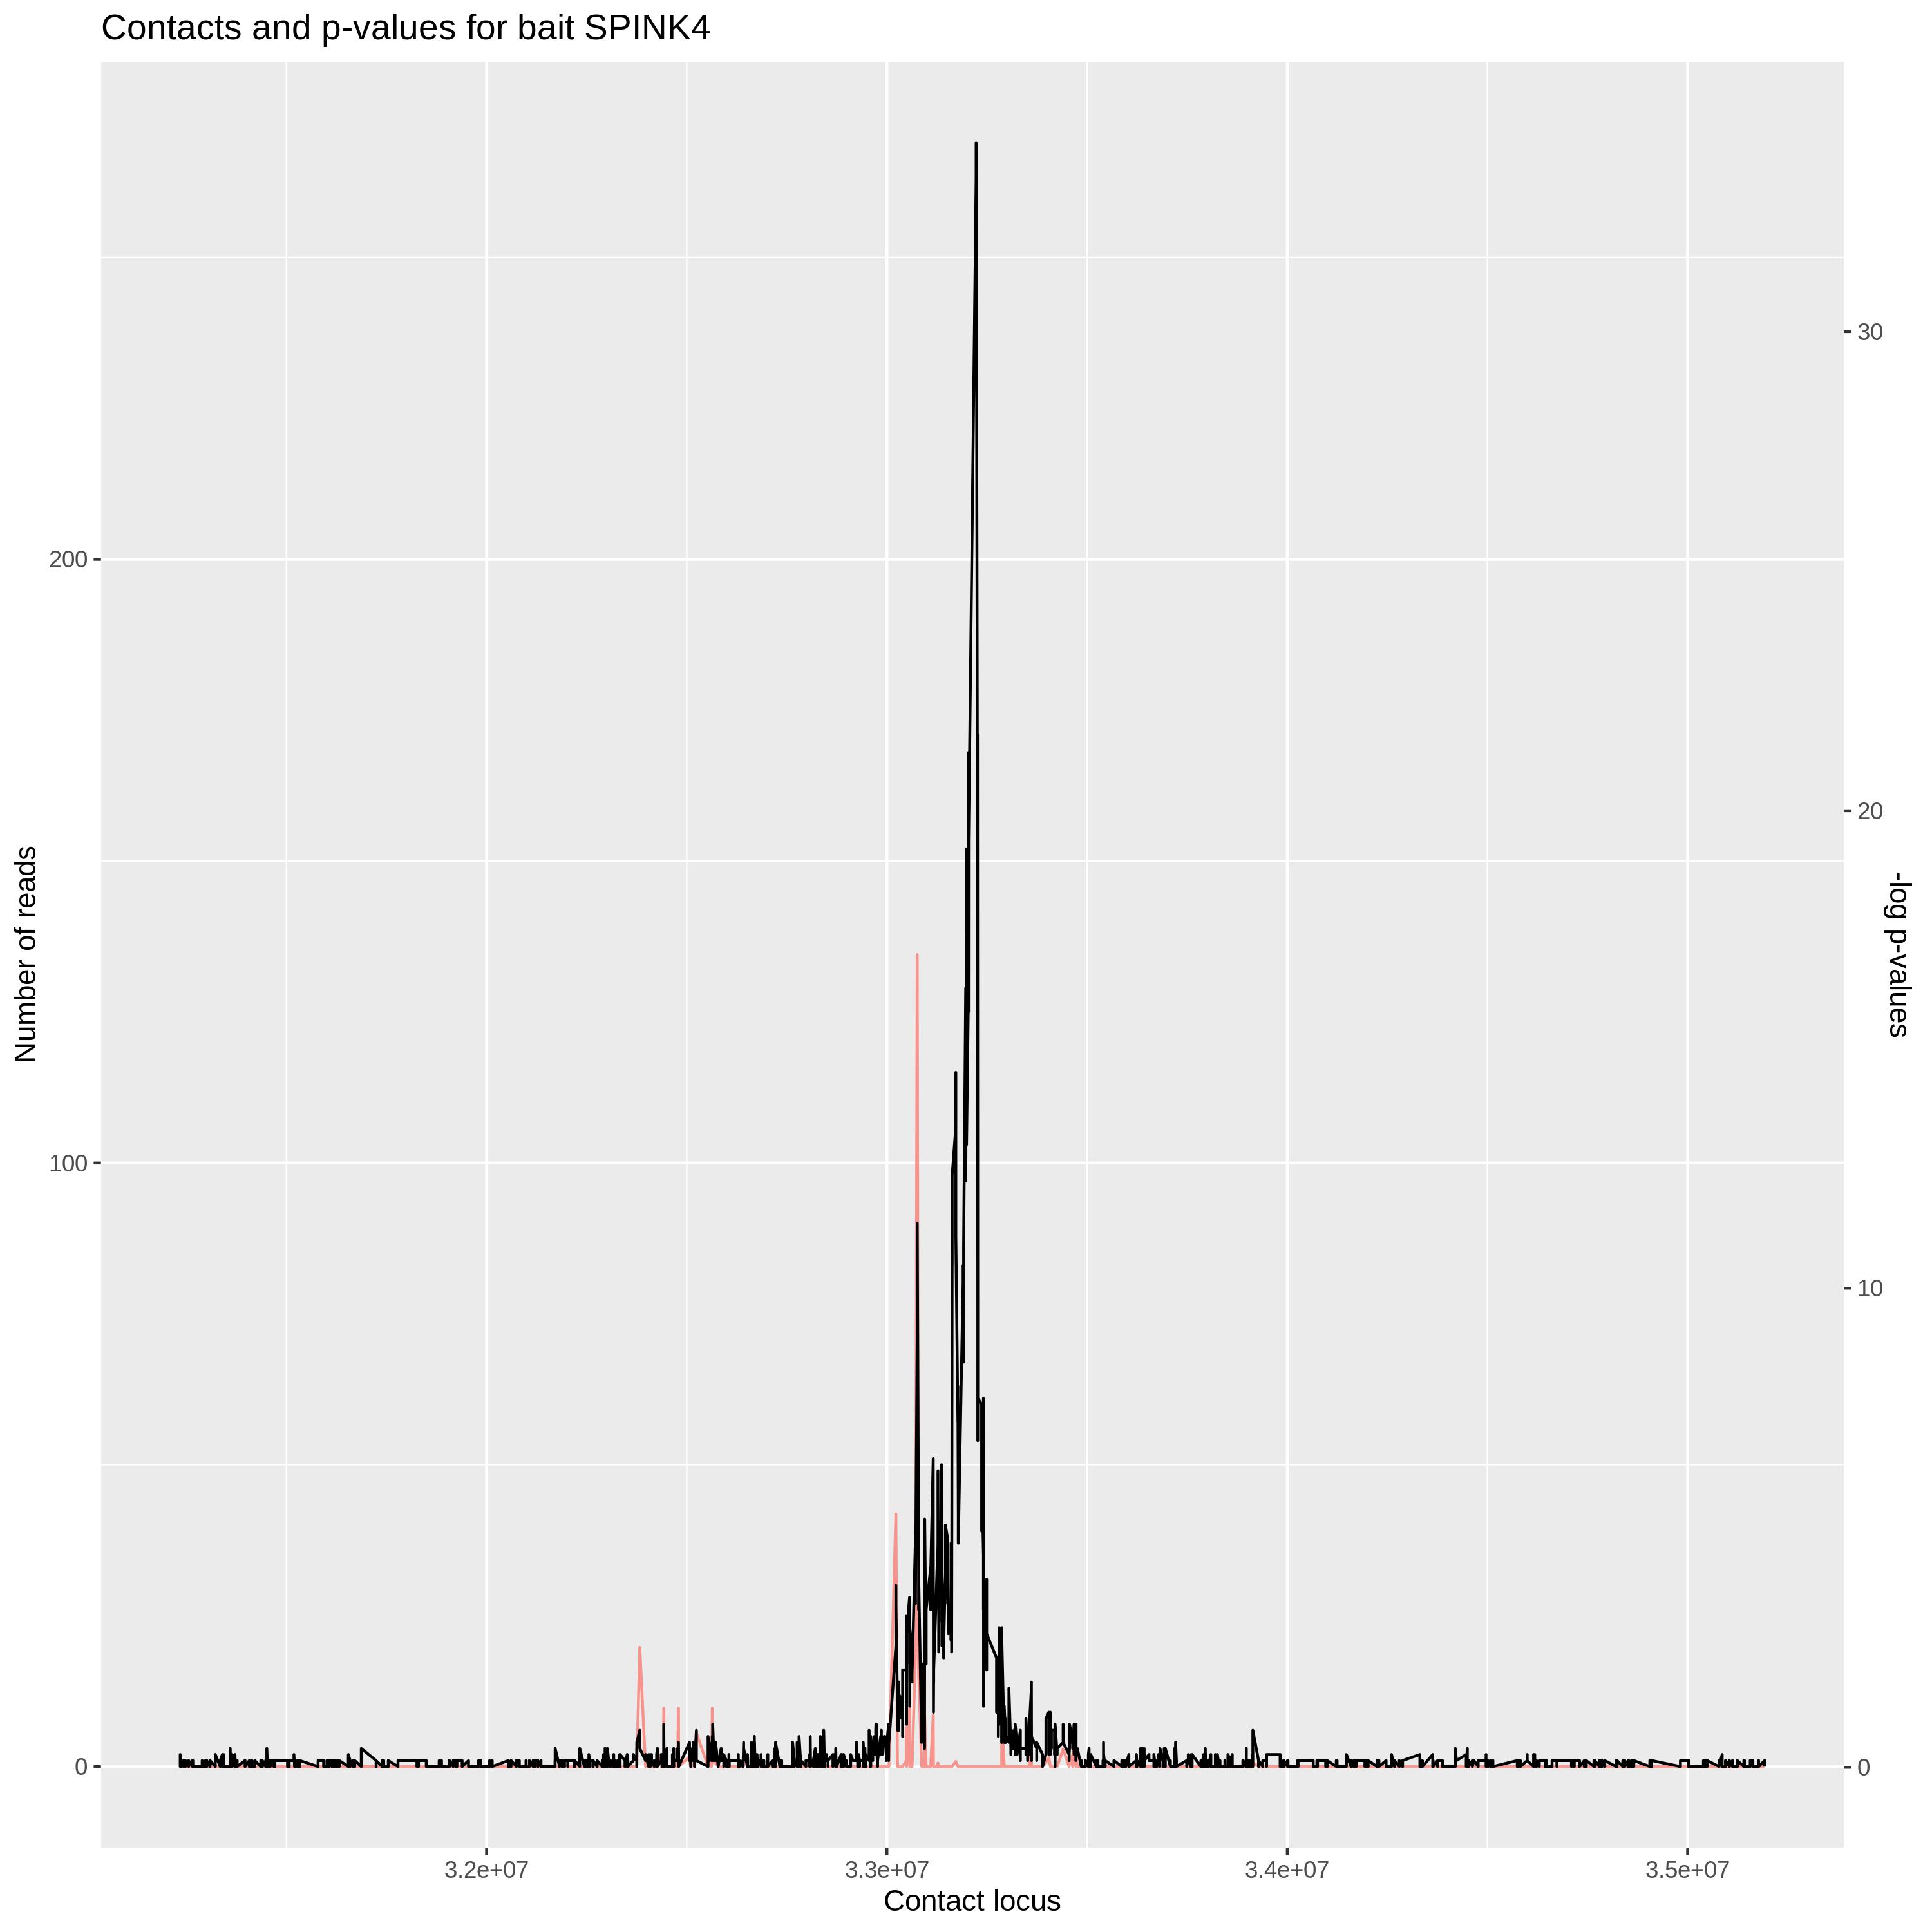 Contacts and p-values for bait SPINK4
Number of reads
200
100
0
30
20
10
0
-log p-values
3.2e+07
3.3e+07
3.4e+07
3.5e+07
Contact locus